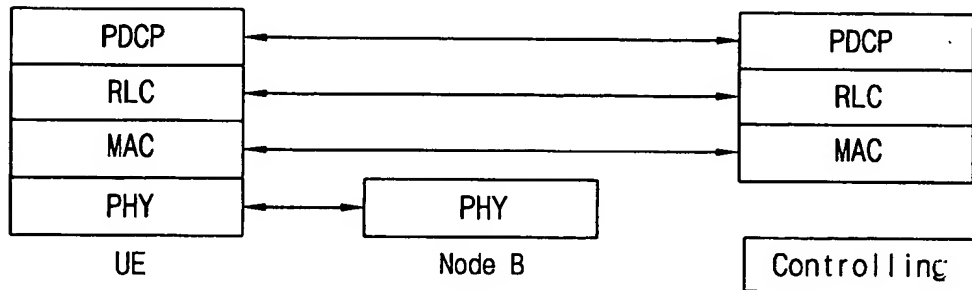 PDCP PDCP
RLC RLC
MAC MAC
PHY PHY
UE Node B Controlling